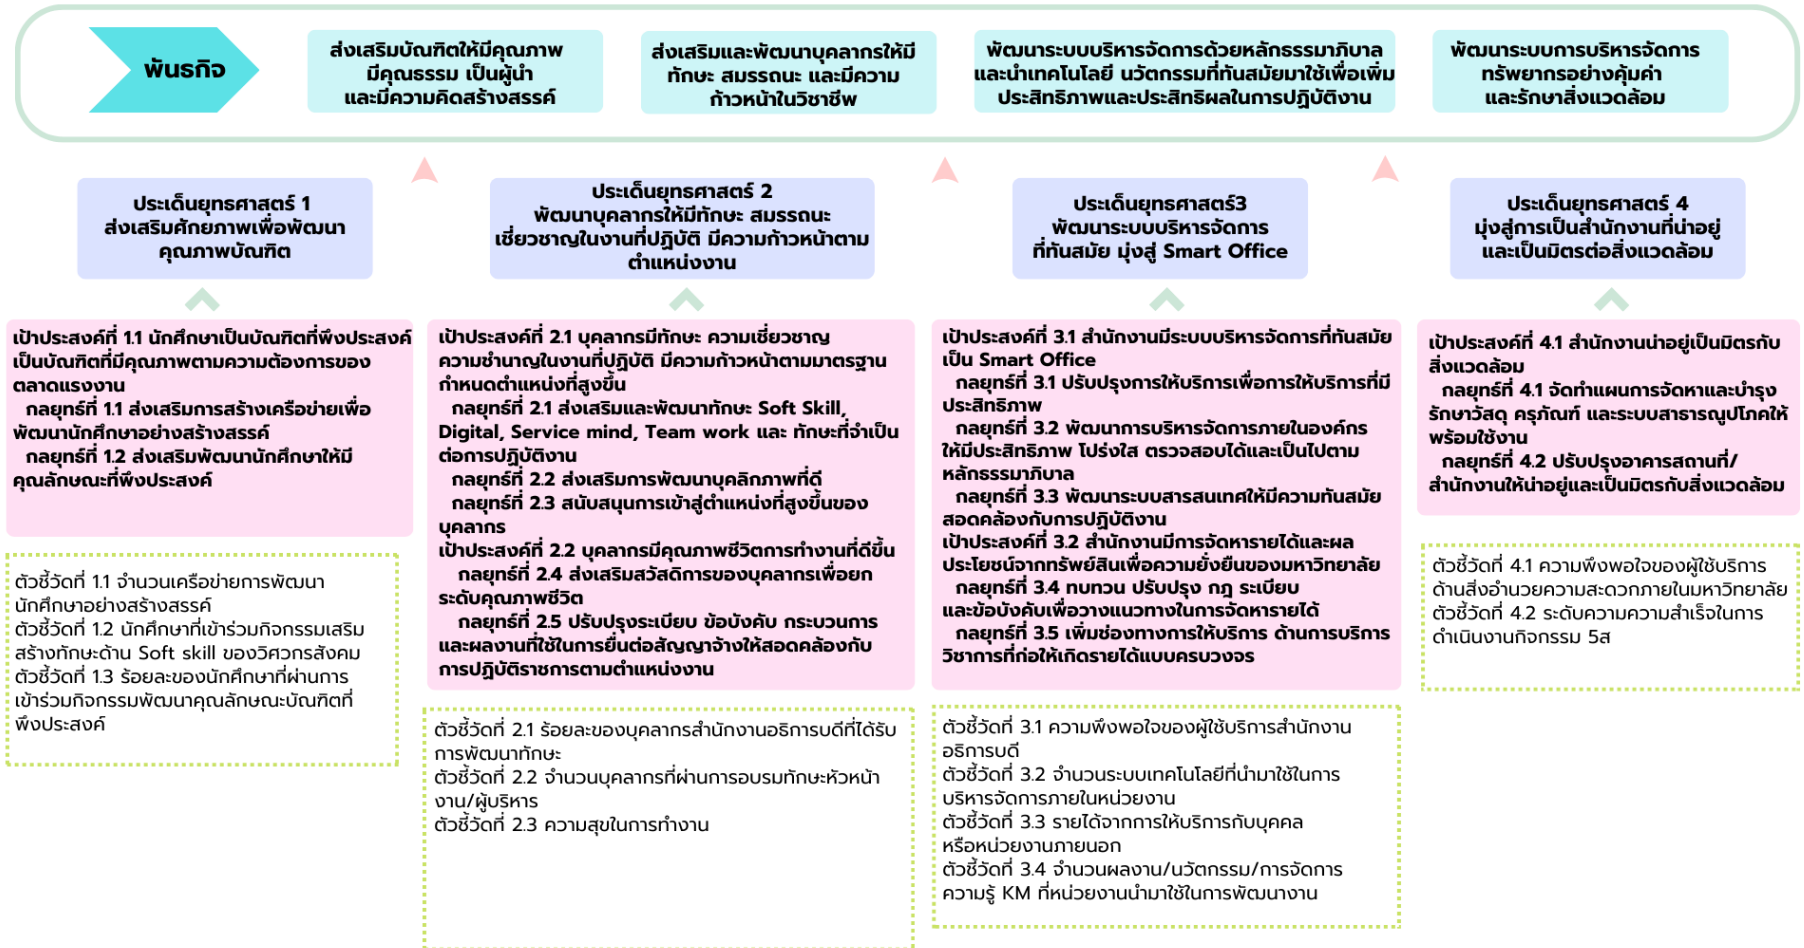 พันธกิจ
ส่งเสริมบัณฑิตให้มีคุณภาพ
มีคุณธรรม เป็นผู้นำ
และมีความคิดสร้างสรรค์
ส่งเสริมและพัฒนาบุคลากรให้มี
ทักษะ สมรรถนะ และมีความ
ก้าวหน้าในวิชาชีพ
พัฒนาระบบบริหารจัดการด้วยหลักธรรมาภิบาล
และนำเทคโนโลยี นวัตกรรมที่ทันสมัยมาใช้เพื่อเพิ่ม
ประสิทธิภาพและประสิทธิผลในการปฏิบัติงาน
พัฒนาระบบการบริหารจัดการ
ทรัพยากรอย่างคุ้มค่า
และรักษาสิ่งแวดล้อม
ประเด็นยุทธศาสตร์ 1
ส่งเสริมศักยภาพเพื่อพัฒนา
คุณภาพบัณฑิต
ประเด็นยุทธศาสตร์ 2
พัฒนาบุคลากรให้มีทักษะ สมรรถนะ
เชี่ยวชาญในงานที่ปฏิบัติ มีความก้าวหน้าตาม
ตำแหน่งงาน
ประเด็นยุทธศาสตร์3
พัฒนาระบบบริหารจัดการ
ที่ทันสมัย มุ่งสู่ Smart Office
ประเด็นยุทธศาสตร์ 4
มุ่งสู่การเป็นสำนักงานที่น่าอยู่
และเป็นมิตรต่อสิ่งแวดล้อม
เป้าประสงค์ที่ 1.1 นักศึกษาเป็นบัณฑิตที่พึงประสงค์
เป็นบัณฑิตที่มีคุณภาพตามความต้องการของ
ตลาดแรงงาน
กลยุทธ์ที่ 1.1 ส่งเสริมการสร้างเครือข่ายเพื่อ
พัฒนานักศึกษาอย่างสร้างสรรค์
กลยุทธ์ที่ 1.2 ส่งเสริมพัฒนานักศึกษาให้มี
คุณลักษณะที่พึงประสงค์
ตัวชี้วัดที่ 1.1 จำนวนเครือข่ายการพัฒนา
นักศึกษาอย่างสร้างสรรค์
ตัวชี้วัดที่ 1.2 นักศึกษาที่เข้าร่วมกิจกรรมเสริม
สร้างทักษะด้าน Soft skill ของวิศวกรสังคม
ตัวชี้วัดที่ 1.3 ร้อยละของนักศึกษาที่ผ่านการ
เข้าร่วมกิจกรรมพัฒนาคุณลักษณะบัณฑิตที่
พึงประสงค์
เป้าประสงค์ที่ 2.1 บุคลากรมีทักษะ ความเชี่ยวชาญ
ความชำนาญในงานที่ปฏิบัติ มีความก้าวหน้าตามมาตรฐาน
กำหนดตำแหน่งที่สูงขึ้น
กลยุทธ์ที่ 2.1 ส่งเสริมและพัฒนาทักษะ Soft Skill,
Digital, Service mind, Team work และ ทักษะที่จำเป็น
ต่อการปฏิบัติงาน
กลยุทธ์ที่ 2.2 ส่งเสริมการพัฒนาบุคลิกภาพที่ดี
กลยุทธ์ที่ 2.3 สนับสนุนการเข้าสู่ตำแหน่งที่สูงขึ้นของ
บุคลากร
เป้าประสงค์ที่ 2.2 บุคลากรมีคุณภาพชีวิตการทำงานที่ดีขึ้น
กลยุทธ์ที่ 2.4 ส่งเสริมสวัสดิการของบุคลากรเพื่อยก
ระดับคุณภาพชีวิต
กลยุทธ์ที่ 2.5 ปรับปรุงระเบียบ ข้อบังคับ กระบวนการ
และผลงานที่ใช้ในการยื่นต่อสัญญาจ้างให้สอดคล้องกับ
การปฏิบัติราชการตามตำแหน่งงาน
ตัวชี้วัดที่ 2.1 ร้อยละของบุคลากรสำนักงานอธิการบดีที่ได้รับ
การพัฒนาทักษะ
ตัวชี้วัดที่ 2.2 จำนวนบุคลากรที่ผ่านการอบรมทักษะหัวหน้า
งาน/ผู้บริหาร
ตัวชี้วัดที่ 2.3 ความสุขในการทำงาน
เป้าประสงค์ที่ 3.1 สำนักงานมีระบบบริหารจัดการที่ทันสมัย
เป็น Smart Office
กลยุทธ์ที่ 3.1 ปรับปรุงการให้บริการเพื่อการให้บริการที่มี
ประสิทธิภาพ
กลยุทธ์ที่ 3.2 พัฒนาการบริหารจัดการภายในองค์กร
ให้มีประสิทธิภาพ โปร่งใส ตรวจสอบได้และเป็นไปตาม
หลักธรรมาภิบาล
กลยุทธ์ที่ 3.3 พัฒนาระบบสารสนเทศให้มีความทันสมัย
สอดคล้องกับการปฏิบัติงาน
เป้าประสงค์ที่ 3.2 สำนักงานมีการจัดหารายได้และผล
ประโยชน์จากทรัพย์สินเพื่อความยั่งยืนของมหาวิทยาลัย
กลยุทธ์ที่ 3.4 ทบทวน ปรับปรุง กฎ ระเบียบ
และข้อบังคับเพื่อวางแนวทางในการจัดหารายได้
กลยุทธ์ที่ 3.5 เพิ่มช่องทางการให้บริการ ด้านการบริการ
วิชาการที่ก่อให้เกิดรายได้แบบครบวงจร
ตัวชี้วัดที่ 3.1 ความพึงพอใจของผู้ใช้บริการสำนักงาน
อธิการบดี
ตัวชี้วัดที่ 3.2 จำนวนระบบเทคโนโลยีที่นำมาใช้ในการ
บริหารจัดการภายในหน่วยงาน
ตัวชี้วัดที่ 3.3 รายได้จากการให้บริการกับบุคคล
หรือหน่วยงานภายนอก
ตัวชี้วัดที่ 3.4 จำนวนผลงาน/นวัตกรรม/การจัดการ
ความรู้ KM ที่หน่วยงานนำมาใช้ในการพัฒนางาน
เป้าประสงค์ที่ 4.1 สำนักงานน่าอยู่เป็นมิตรกับ
สิ่งแวดล้อม
กลยุทธ์ที่ 4.1 จัดทำแผนการจัดหาและบำรุง
รักษาวัสดุ ครุภัณฑ์ และระบบสาธารณูปโภคให้
พร้อมใช้งาน
กลยุทธ์ที่ 4.2 ปรับปรุงอาคารสถานที่/
สำนักงานให้น่าอยู่และเป็นมิตรกับสิ่งแวดล้อม
ตัวชี้วัดที่ 4.1 ความพึงพอใจของผู้ใช้บริการ
ด้านสิ่งอำนวยความสะดวกภายในมหาวิทยาลัย
ตัวชี้วัดที่ 4.2 ระดับความความสำเร็จในการ
ดำเนินงานกิจกรรม 5ส